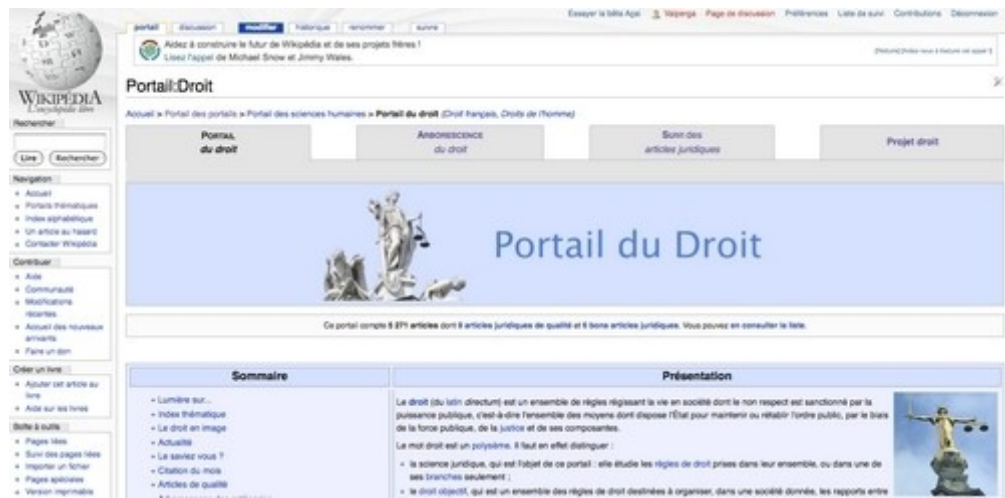 Essayer la bêta Açai Valperga Page de discussion Préférences Liste de suivi Contributions Déconnexion
portail discussion modifier historique renommer suivre
Aidez à construire le futur de Wikipédia et de ses projets frères !
Lisez l'appel de Michael Snow et Jimmy Wales.
WIKIPÉDIA
L'encyclopédie libre
Portail:Droit
Accueil > Portail des portails > Portail des sciences humaines > Portail du droit (Droit français, Droits de l'homme)
Rechercher
Lire Rechercher
PORTAIL
du droit
ARBORESCENCE
du droit
SUIVI DES
articles juridiques
Projet droit
Navigation
Accueil
Portails thématiques
Index alphabétique
Un article au hasard
Contacter Wikipédia
Portail du Droit
Contribuer
Aide
Communauté
Modifications
récentes
Accueil des nouveaux
arrivants
Faire un don
Ce portail compte 5 271 articles dont 8 articles juridiques de qualité et 6 bons articles juridiques. Vous pouvez en consulter la liste.
Créer un livre
Ajouter cet article au
livre
Aide sur les livres
Boîte à outils
Pages liées
Suivi des pages liées
Importer un fichier
Pages spéciales
Version imprimable
Sommaire
Lumière sur...
Index thématique
Le droit en image
Actualité
Le saviez vous ?
Citation du mois
Articles de qualité
Présentation
Le droit (du latin directum) est un ensemble de règles régissant la vie en société dont le non respect est sanctionné par la
puissance publique, c'est-à-dire l'ensemble des moyens dont dispose l'État pour maintenir ou rétablir l'ordre public, par le biais
de la force publique, de la justice et de ses composantes.
Le mot droit est un polysème. Il faut en effet distinguer :
la science juridique, qui est l'objet de ce portail : elle étudie les règles de droit prises dans leur ensemble, ou dans une de
ses branches seulement ;
le droit objectif, qui est un ensemble des règles de droit destinées à organiser, dans une société donnée, les rapports entre